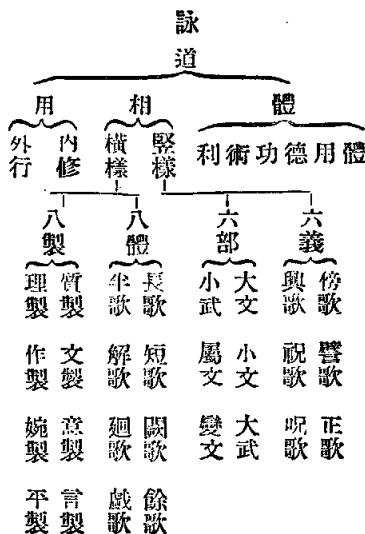 詠道
體
體用德功術利
相
竪樣
橫樣
用
內修
外行
六義
傍歌 譬歌 正歌
興歌 祝歌 呪歌
六部
大文 小文 大武
小武 屬文 變文
八體
長歌 短歌 闋歌 餘歌
半歌 解歌 廻歌 戲歌
八製
質製 文製 意製 言製
理製 作製 婉製 平製